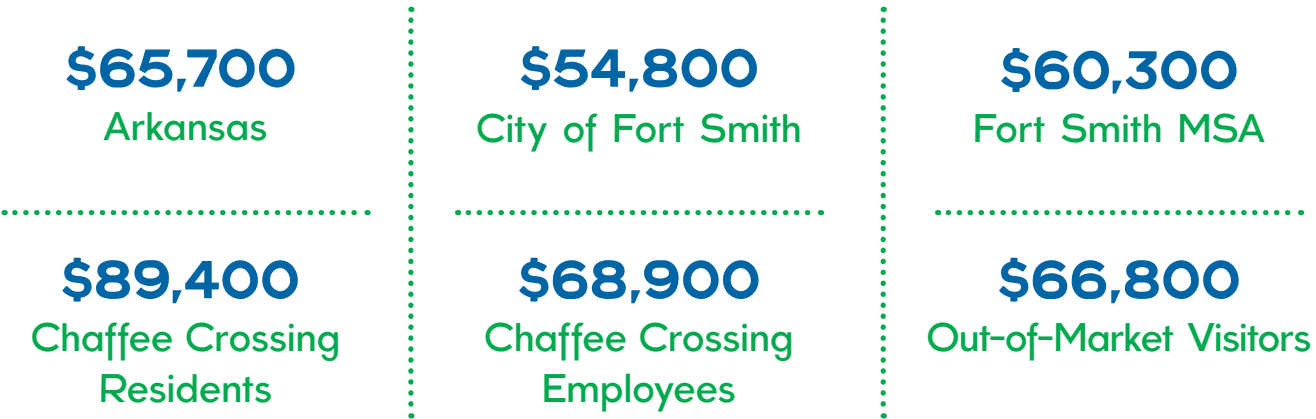 $65,700
Arkansas
$54,800
City of Fort Smith
$60,300
Fort Smith MSA
$89,400
Chaffee Crossing
Residents
$68,900
Chaffee Crossing
Employees
$66,800
Out-of-Market Visitors